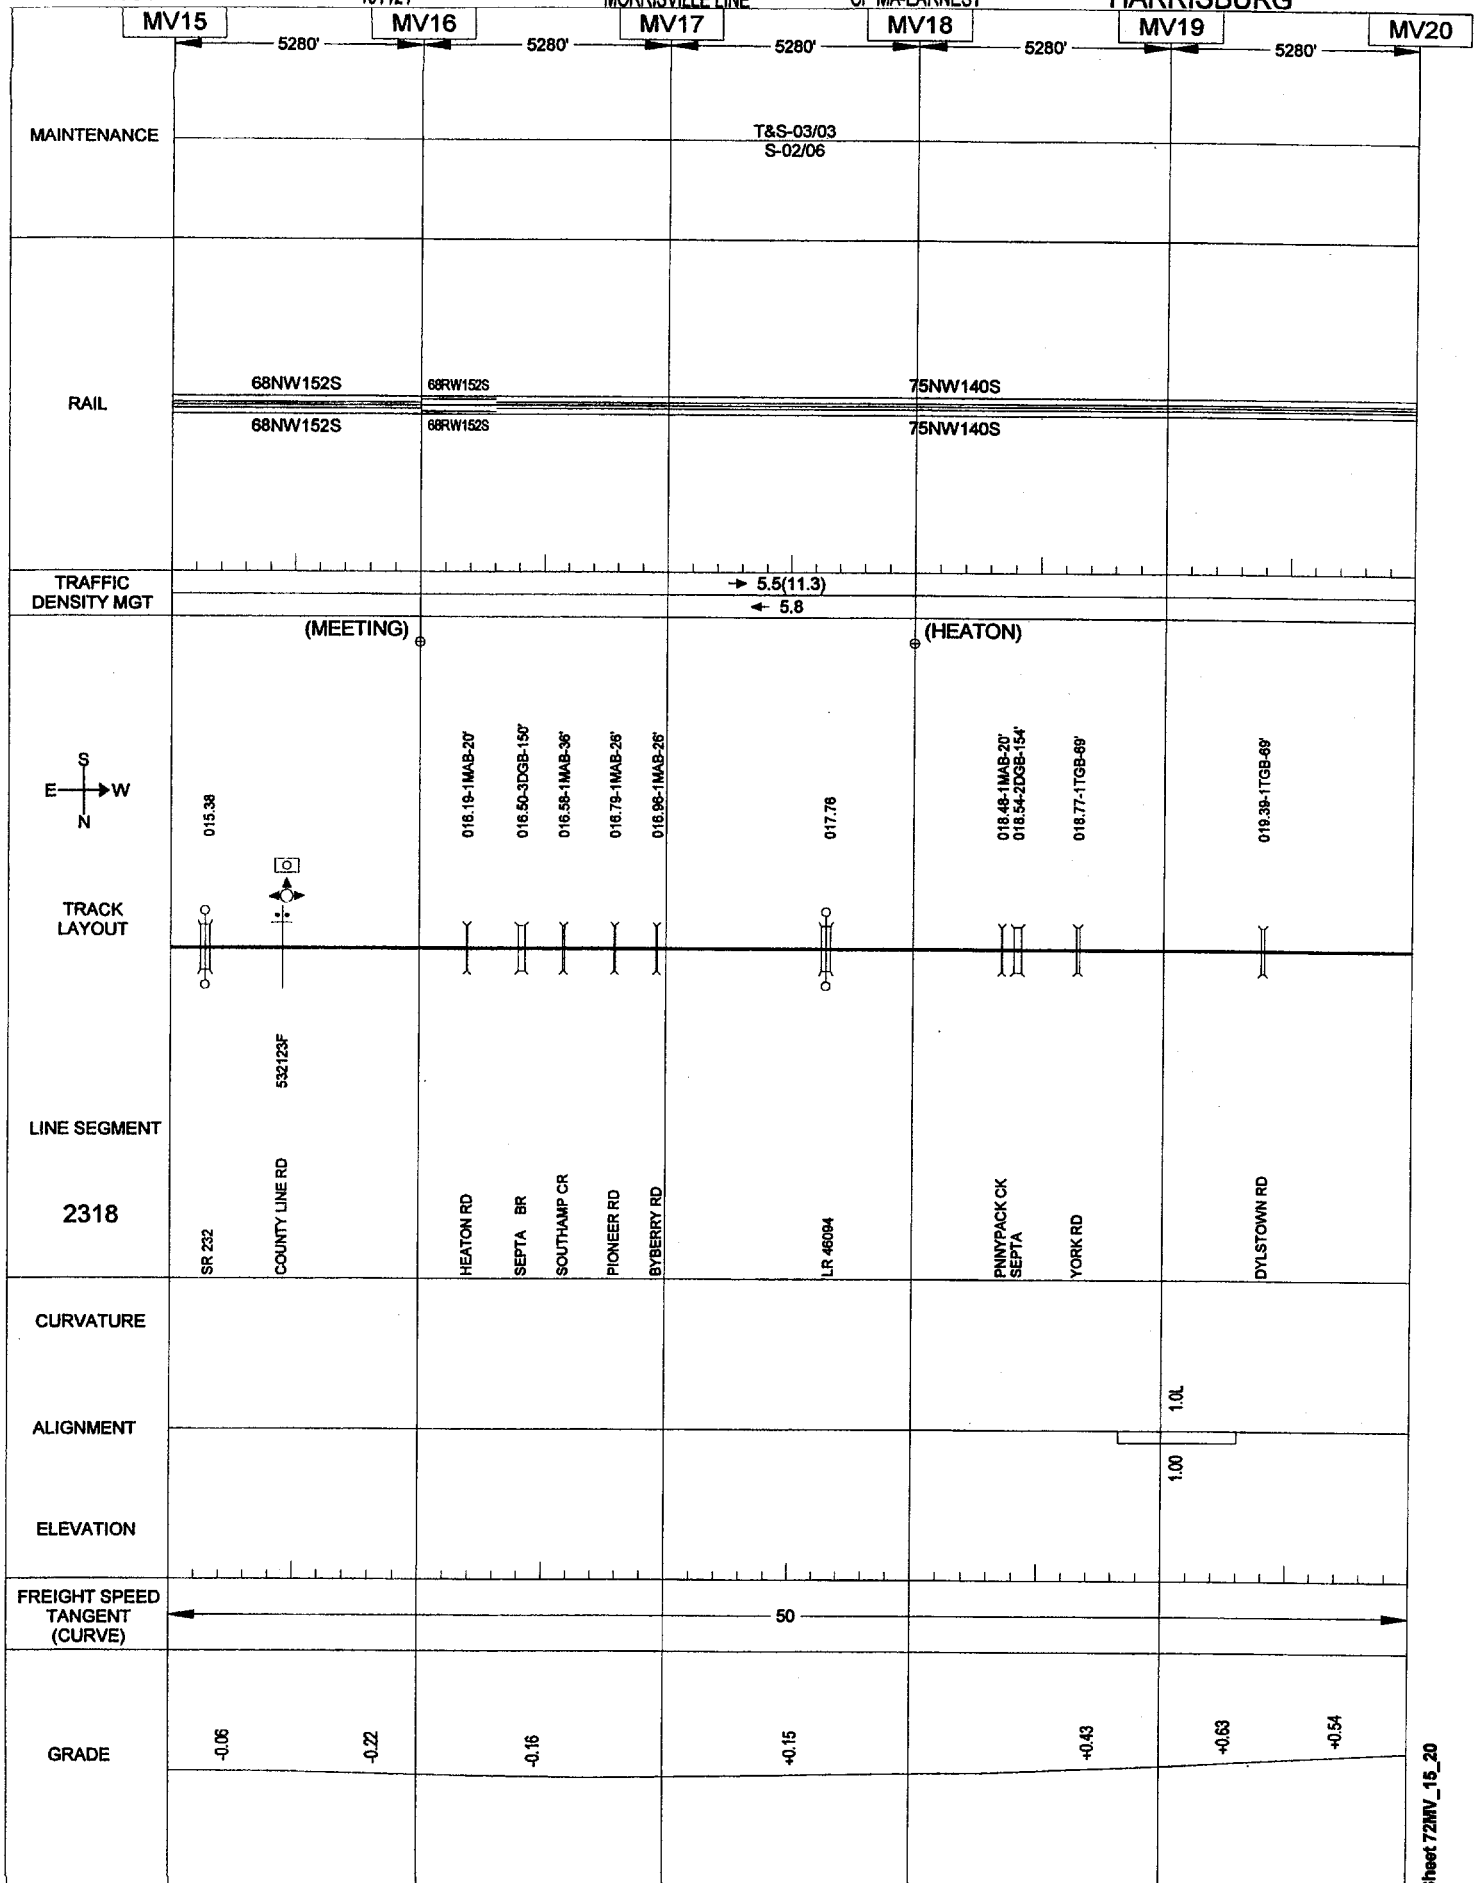 MORRISVILLE LINE
HARRISBURG
MV15 MV16 MV17 MV18 MV19 MV20
5280' 5280' 5280' 5280' 5280'
MAINTENANCE
T&S-03/03
S-02/06
RAIL
68NW152S 68RW152S 75NW140S
68NW152S 68RW152S 75NW140S
TRAFFIC
DENSITY MGT
5.5(11.3)
5.8
(MEETING) (HEATON)
S
E W
N
015.38
016.19-1MAB-20'
016.50-3DGB-150'
016.58-1MAB-36'
016.79-1MAB-26'
016.96-1MAB-26'
017.76
018.48-1MAB-20'
018.54-2DGB-154'
018.77-1TGB-69'
019.39-1TGB-69'
TRACK
LAYOUT
532123F
LINE SEGMENT
2318
SR 232
COUNTY LINE RD
HEATON RD
SEPTA BR
SOUTHAMP CR
PIONEER RD
BYBERRY RD
LR 46094
PNNYPACK CK
SEPTA
YORK RD
DYLSTOWN RD
CURVATURE
1.0L
ALIGNMENT
1.00
ELEVATION
FREIGHT SPEED
TANGENT
(CURVE)
50
GRADE
-0.06
-0.22
-0.16
+0.15
+0.43
+0.63
+0.54
72MV_15_20